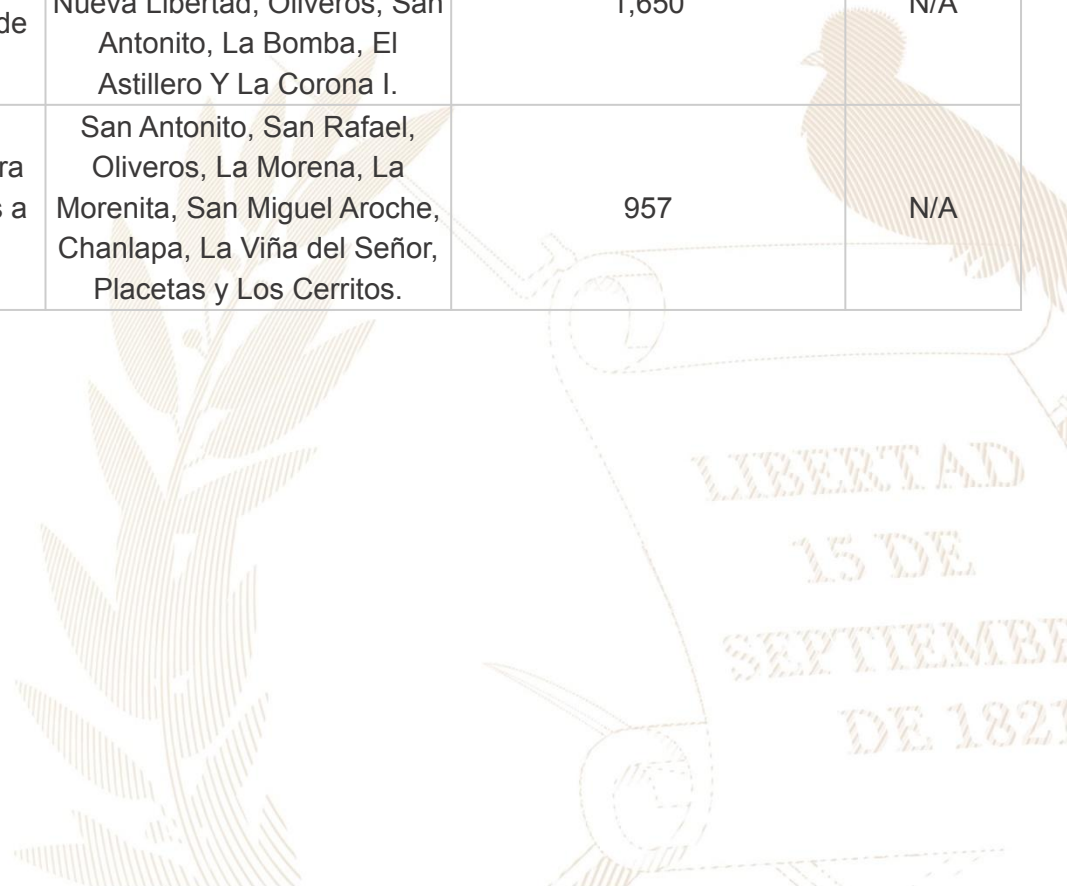 de
Nueva Libertad, Oliveros, San
Antonito, La Bomba, El
Astillero Y La Corona I.
1,650
N/A
ra
s a
San Antonito, San Rafael,
Oliveros, La Morena, La
Morenita, San Miguel Aroche,
Chanlapa, La Viña del Señor,
Placetas y Los Cerritos.
957
N/A
LIBERTAD
15 DE
SEPTIEMBR
DE 1821